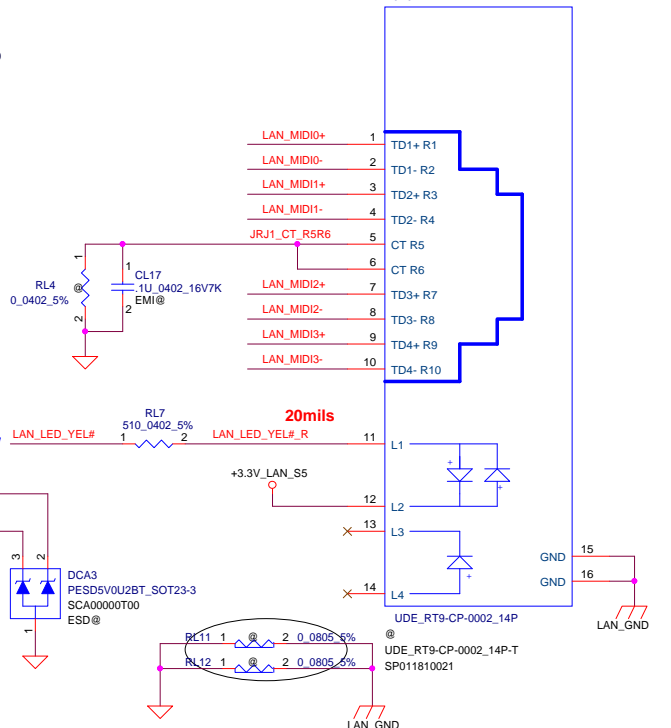 LAN_MIDI0+ 1 TD1+ R1
LAN_MIDI0- 2 TD1- R2
LAN_MIDI1+ 3 TD2+ R3
LAN_MIDI1- 4 TD2- R4
JRJ1_CT_R5R6 5 CT R5
6 CT R6
LAN_MIDI2+ 7 TD3+ R7
LAN_MIDI2- 8 TD3- R8
LAN_MIDI3+ 9 TD4+ R9
LAN_MIDI3- 10 TD4- R10
1
RL4
0_0402_5%
@
2
1
CL17
.1U_0402_16V7K
EMI@
2
20mils
LAN_LED_YEL# 1 RL7 2 LAN_LED_YEL#_R 11 L1
510_0402_5%
+3.3V_LAN_S5
12 L2
13 L3
14 L4
+ + +
GND 15
GND 16
LAN_GND
3 2
DCA3
PESD5V0U2BT_SOT23-3
SCA00000T00
ESD@
1
UDE_RT9-CP-0002_14P
@
UDE_RT9-CP-0002_14P-T
SP011810021
RL11 1 @ 2 0_0805_5%
RL12 1 @ 2 0_0805_5%
LAN_GND